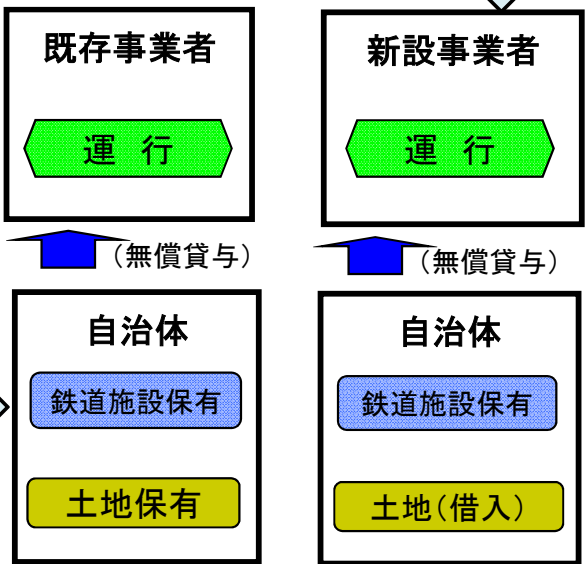 既存事業者
運 行
(無償貸与)
自治体
鉄道施設保有
土地保有
新設事業者
運 行
(無償貸与)
自治体
鉄道施設保有
土地(借入)